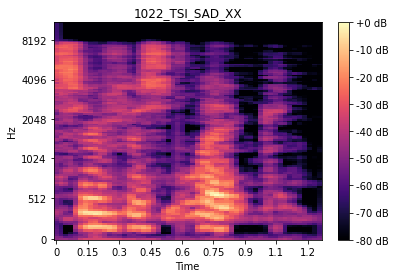 1022_TSI_SAD_XX
+0 dB
8192
-10 dB
4096
-20 dB
-30 dB
2048
Hz
-40 dB
1024
-50 dB
512
-60 dB
-70 dB
0
-80 dB
0 0.15 0.3 0.45 0.6 0.75 0.9 1.1 1.2
Time